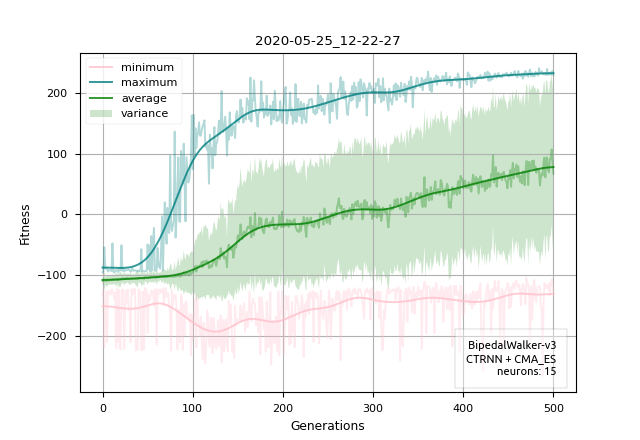 2020-05-25_12-22-27
minimum
maximum
average
variance
200
100
0
−100
−200
Fitness
BipedalWalker-v3
CTRNN + CMA_ES
neurons: 15
0 100 200 300 400 500
Generations